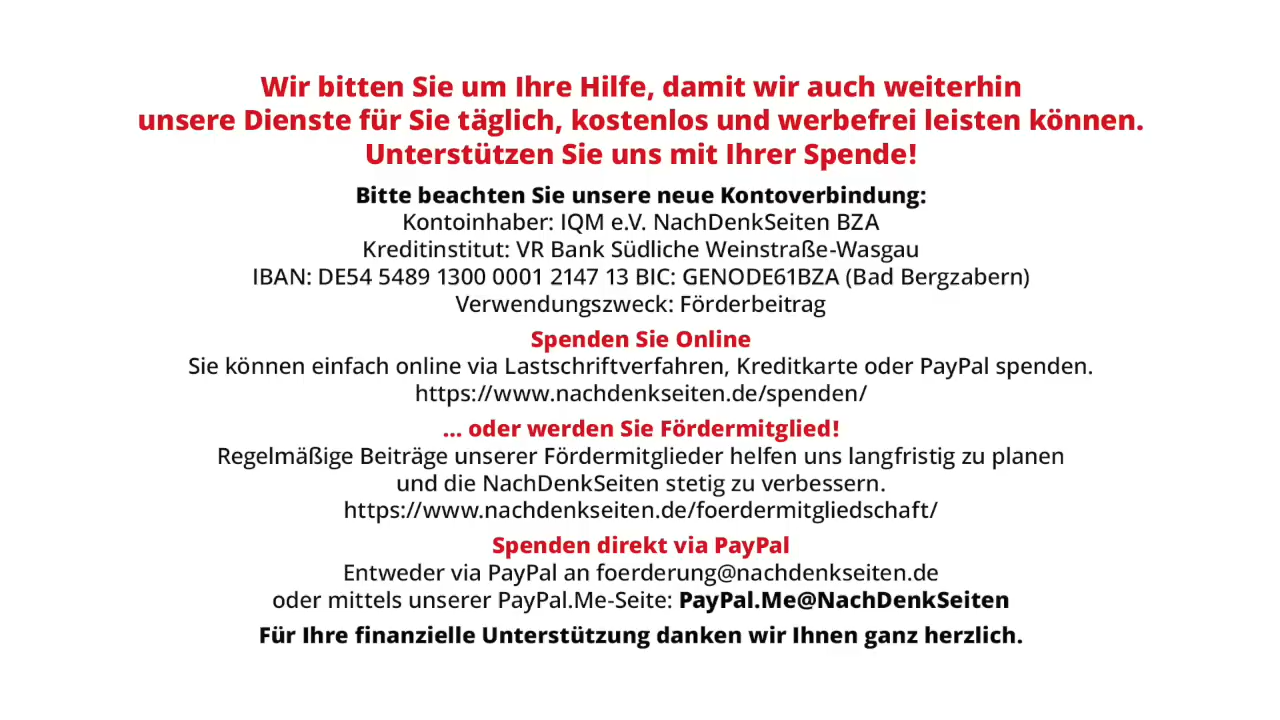 Wir bitten Sie um Ihre Hilfe, damit wir auch weiterhin
unsere Dienste für Sie täglich, kostenlos und werbefrei leisten können.
Unterstützen Sie uns mit Ihrer Spende!
Bitte beachten Sie unsere neue Kontoverbindung:
Kontoinhaber: IQM e.V. NachDenkSeiten BZA
Kreditinstitut: VR Bank Südliche Weinstraße-Wasgau
IBAN: DE54 5489 1300 0001 2147 13 BIC: GENODE61BZA (Bad Bergzabern)
Verwendungszweck: Förderbeitrag
Spenden Sie Online
Sie können einfach online via Lastschriftverfahren, Kreditkarte oder PayPal spenden.
https://www.nachdenkseiten.de/spenden/
... oder werden Sie Fördermitglied!
Regelmäßige Beiträge unserer Fördermitglieder helfen uns langfristig zu planen
und die NachDenkSeiten stetig zu verbessern.
https://www.nachdenkseiten.de/foerdermitgliedschaft/
Spenden direkt via PayPal
Entweder via PayPal an foerderung@nachdenkseiten.de
oder mittels unserer PayPal.Me-Seite: PayPal.Me@NachDenkSeiten
Für Ihre finanzielle Unterstützung danken wir Ihnen ganz herzlich.